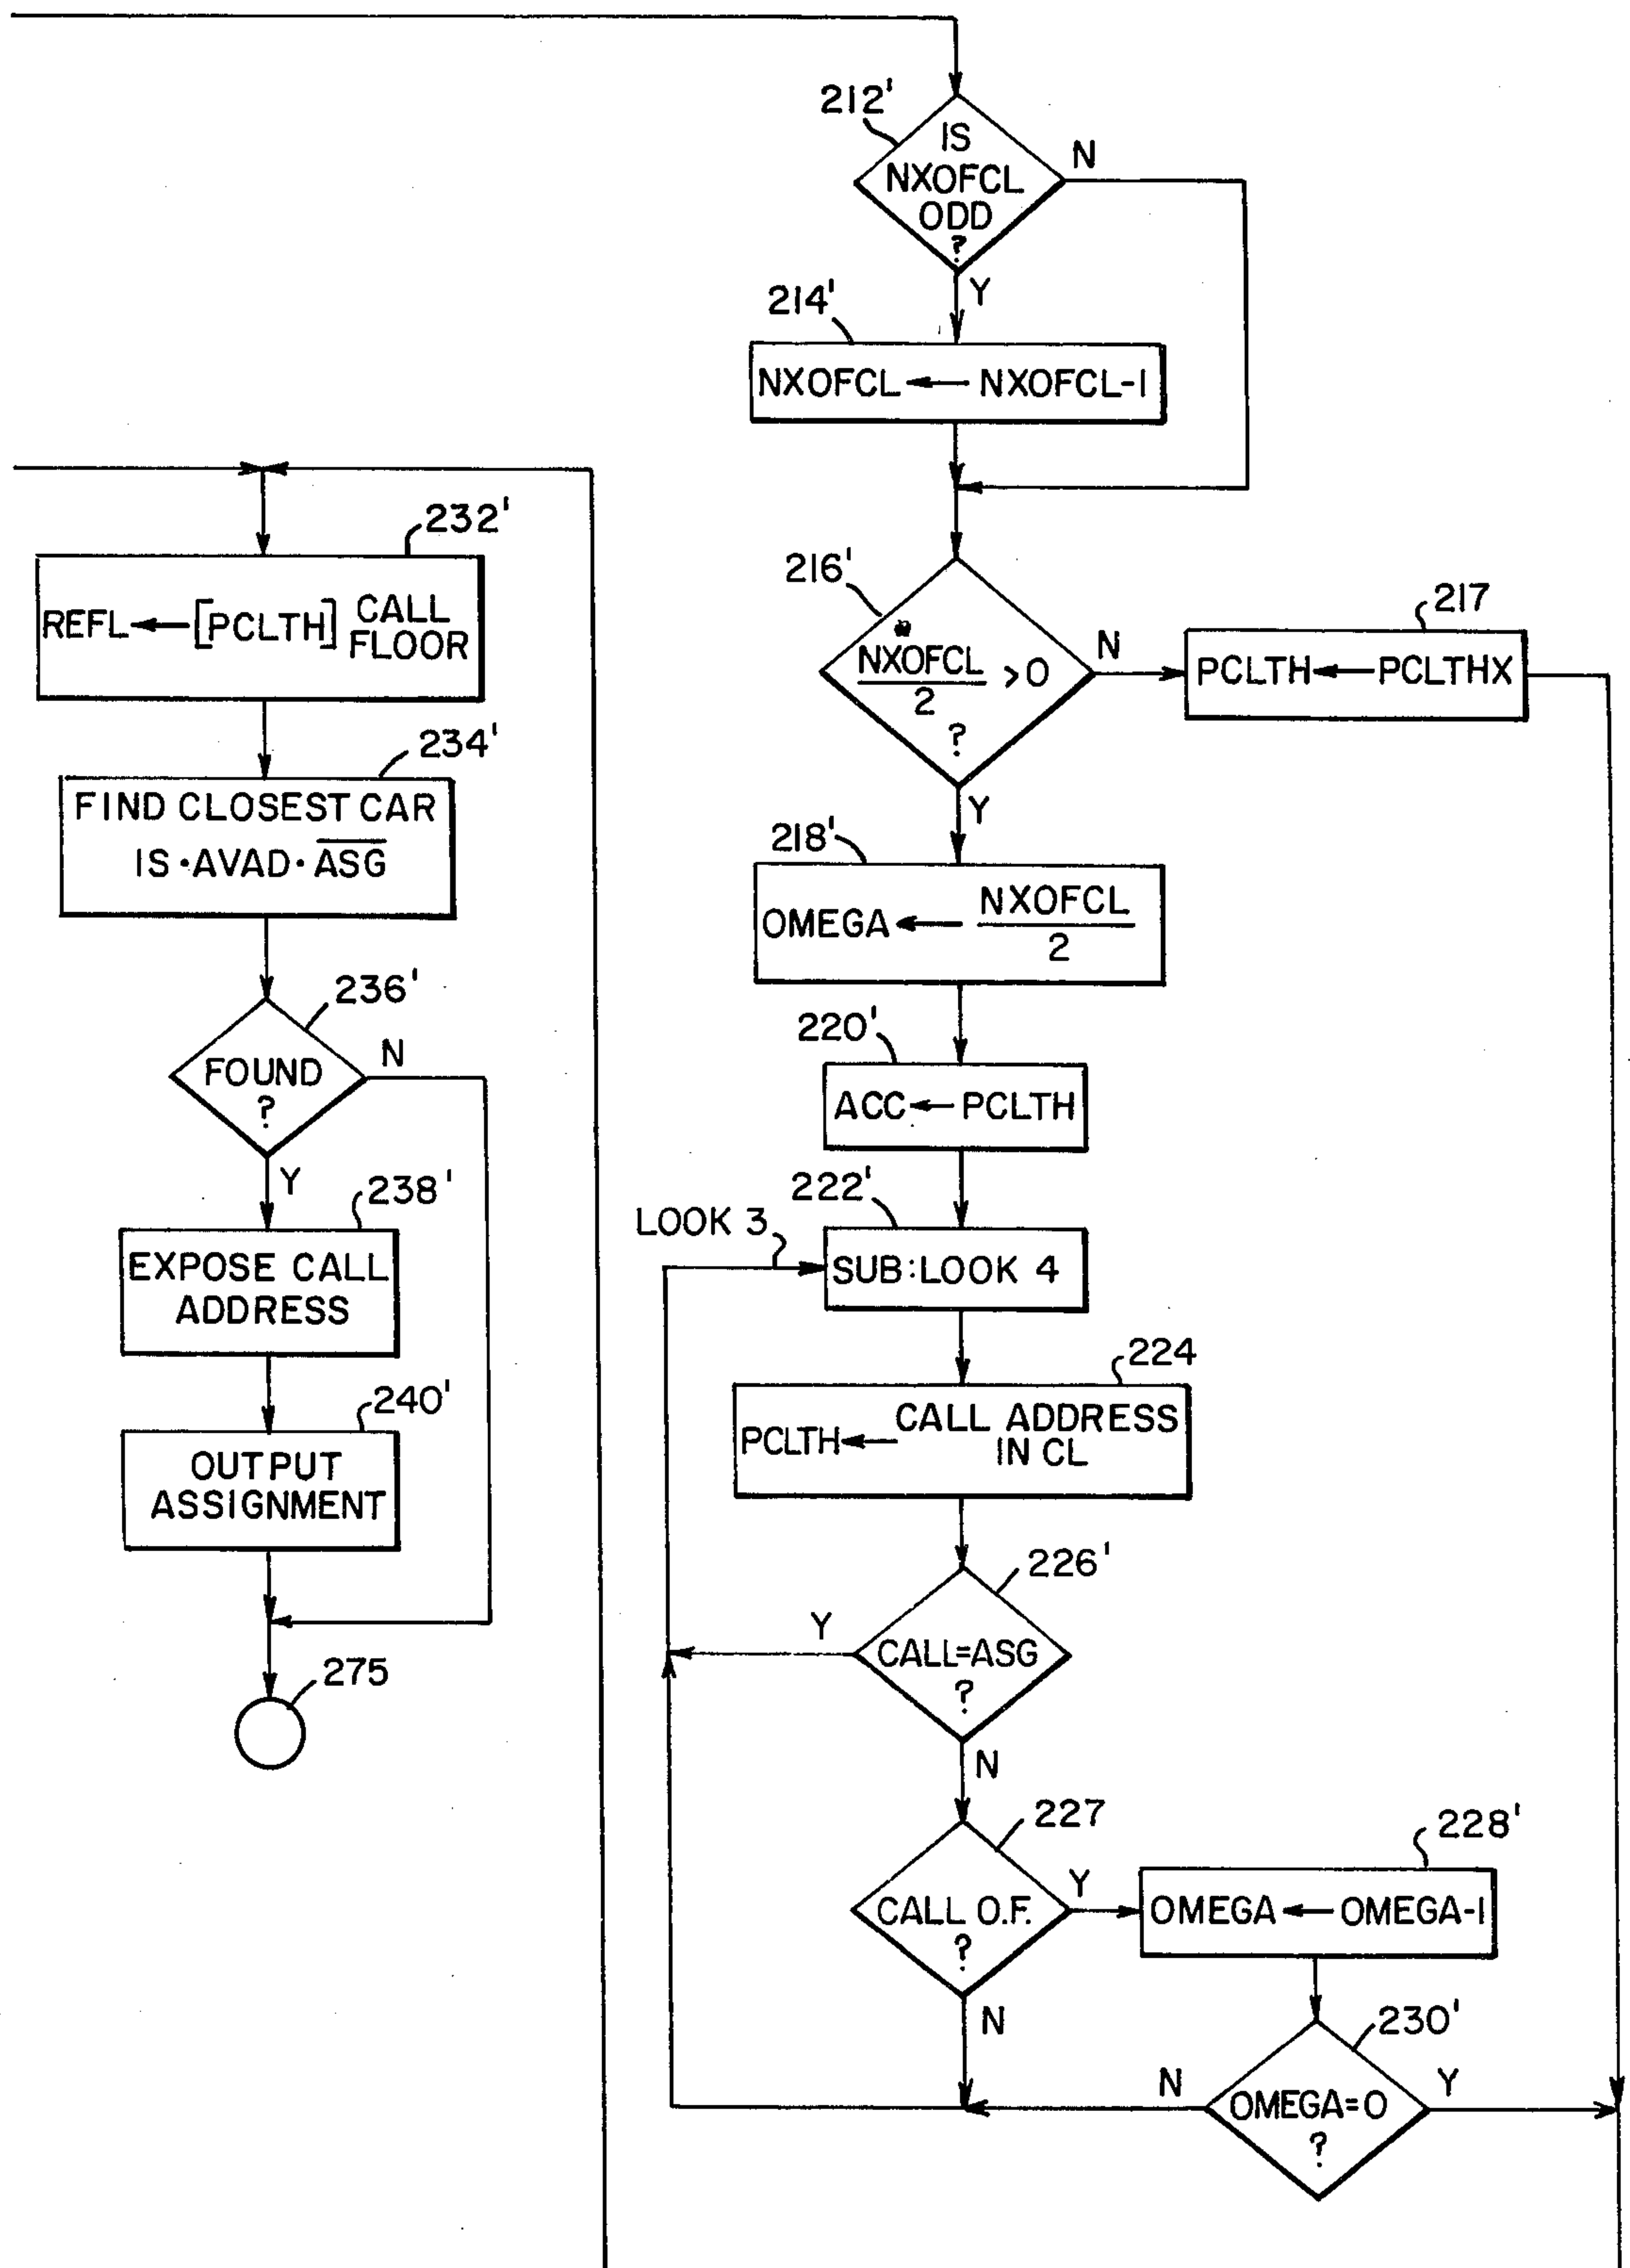 212'
IS
NXOFCL
ODD
?
N
Y
214'
NXOFCL ← NXOFCL-1
216'
NXOFCL
2
>0
?
N
Y
217
PCLTH ← PCLTHX
218'
OMEGA ← NXOFCL
2
220'
ACC ← PCLTH
222'
LOOK 3
SUB:LOOK 4
224
PCLTH ← CALL ADDRESS
IN CL
226'
CALL=ASG
?
Y
N
227
CALL O.F.
?
Y
N
228'
OMEGA ← OMEGA-1
230'
OMEGA=0
?
N
Y
232'
REFL ← [PCLTH] CALL
FLOOR
234'
FIND CLOSEST CAR
IS·AVAD·A̅S̅G̅
236'
FOUND
?
N
Y
238'
EXPOSE CALL
ADDRESS
240'
OUTPUT
ASSIGNMENT
275